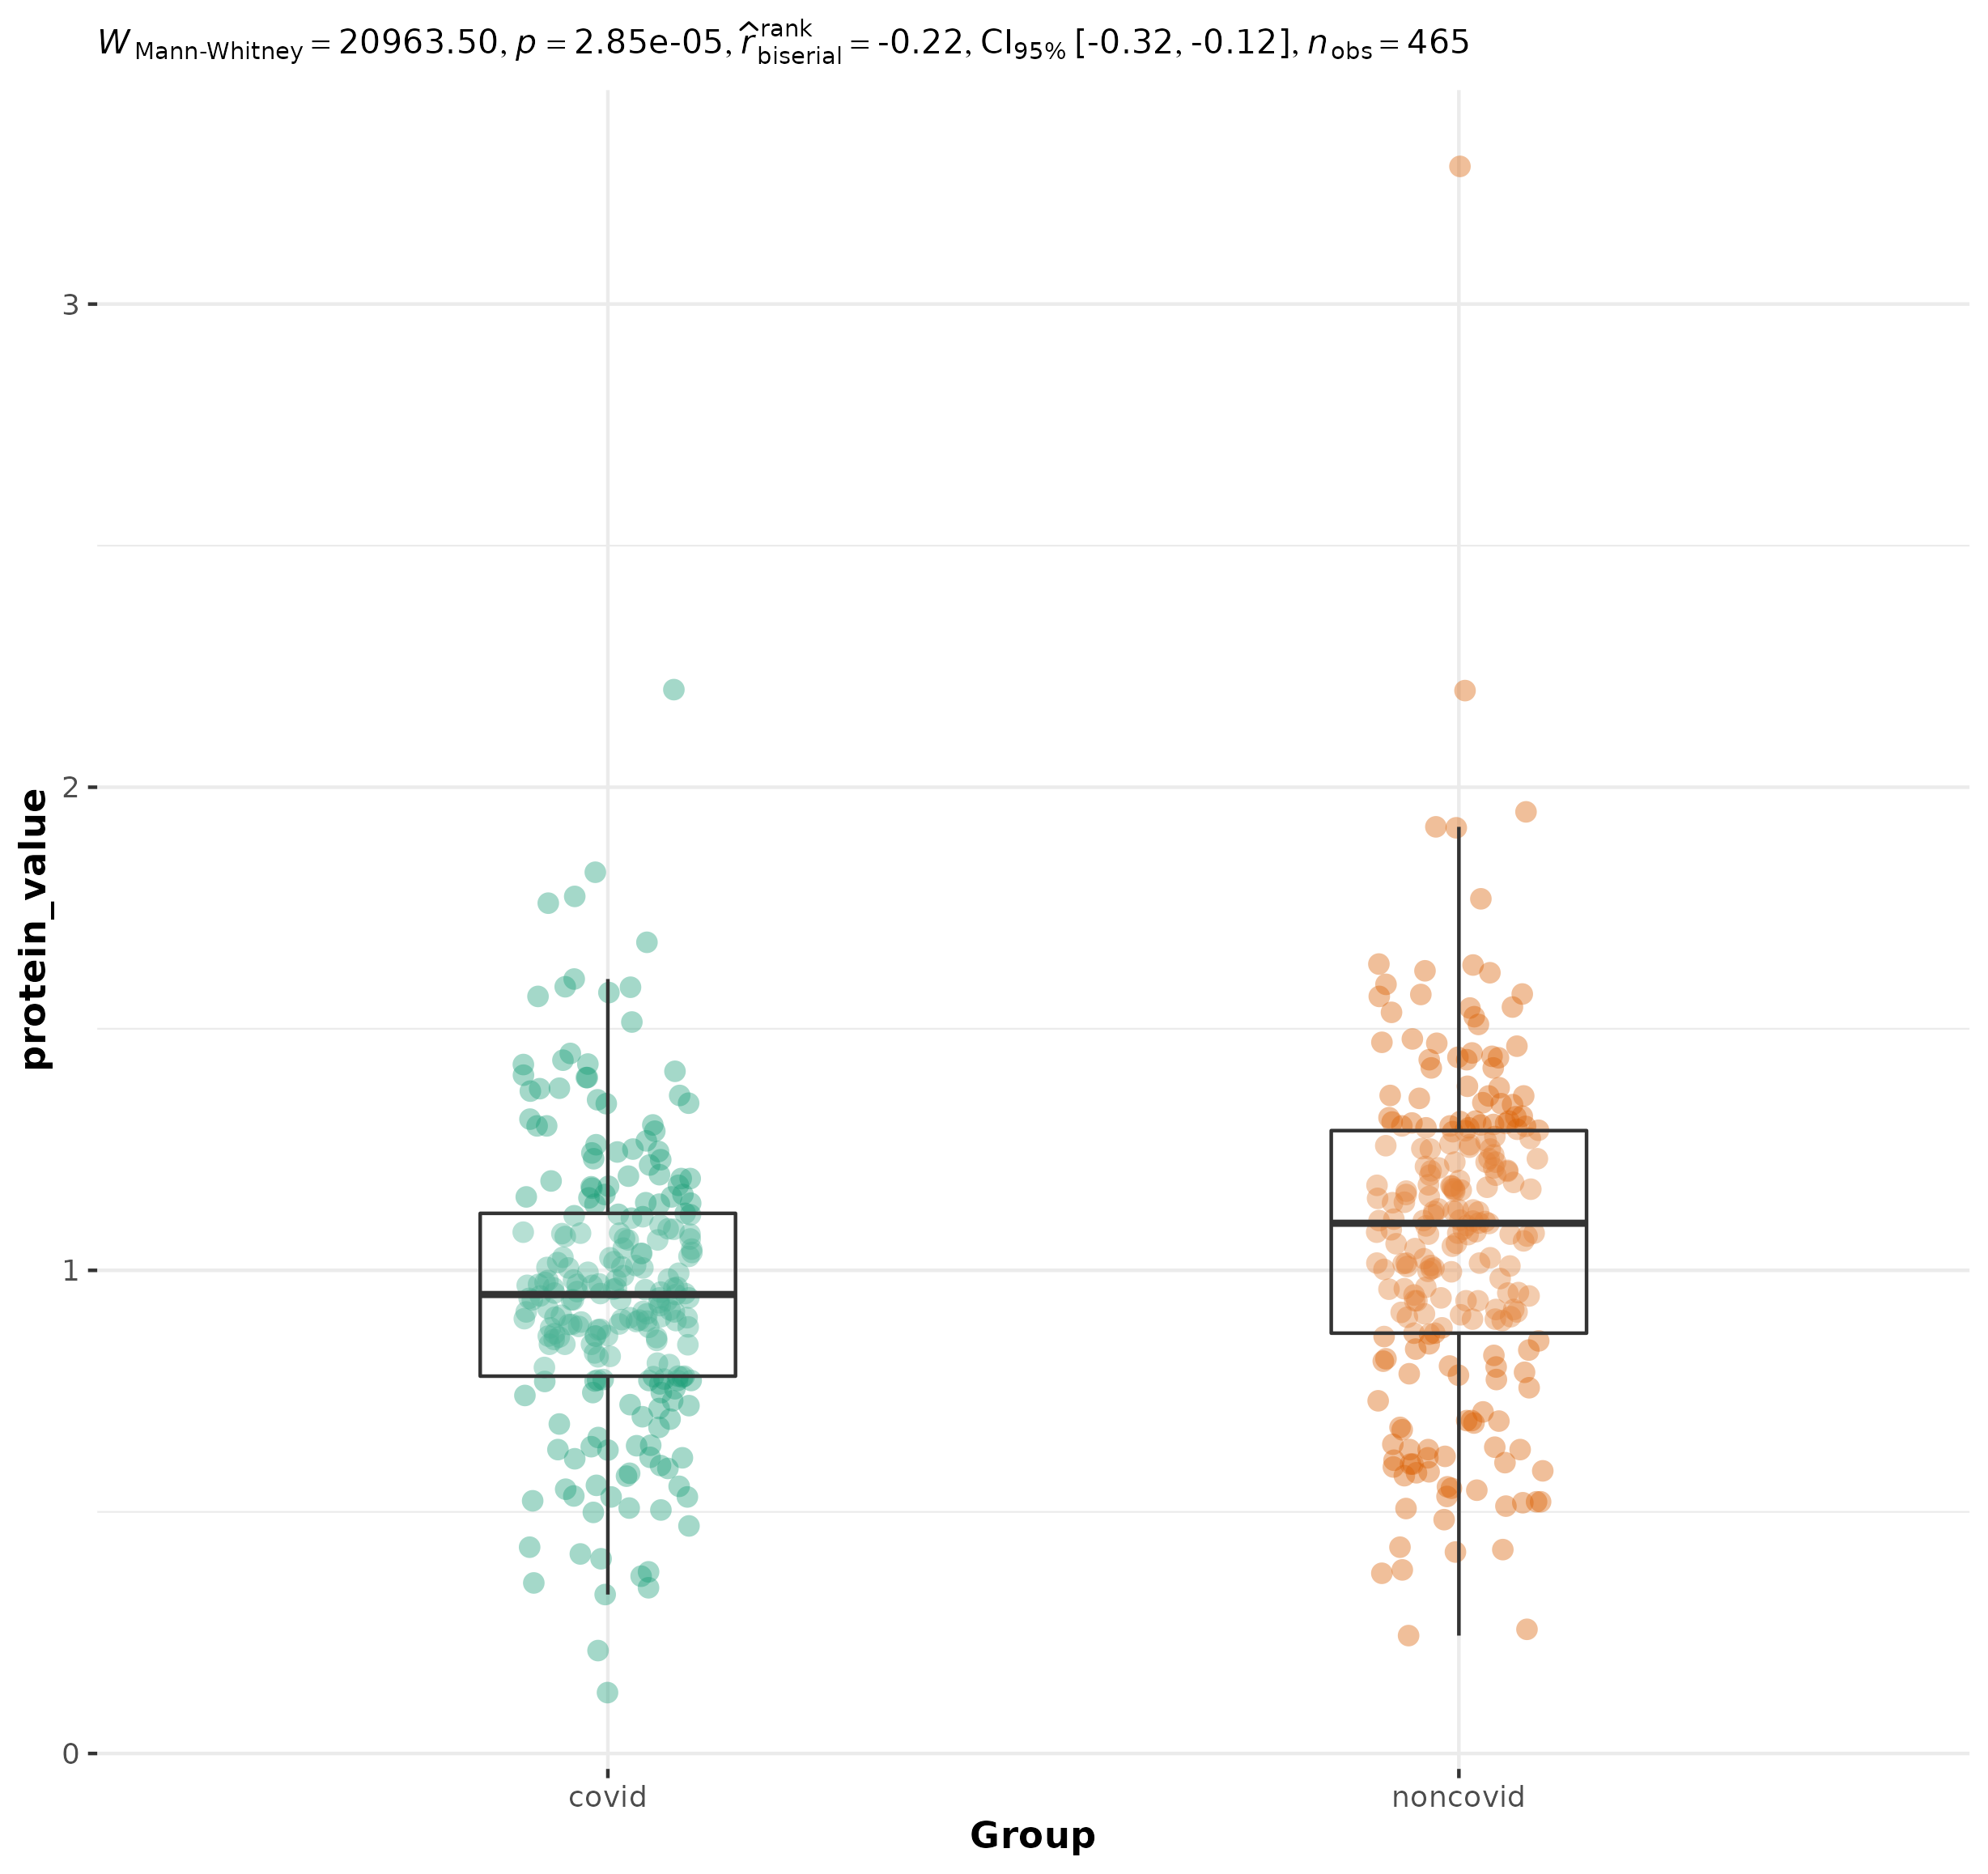 W Mann-Whitney = 20963.50, p = 2.85e-05, r̂ rank biserial = -0.22, CI95% [-0.32, -0.12], n obs = 465
3
2
1
0
protein_value
covid
noncovid
Group